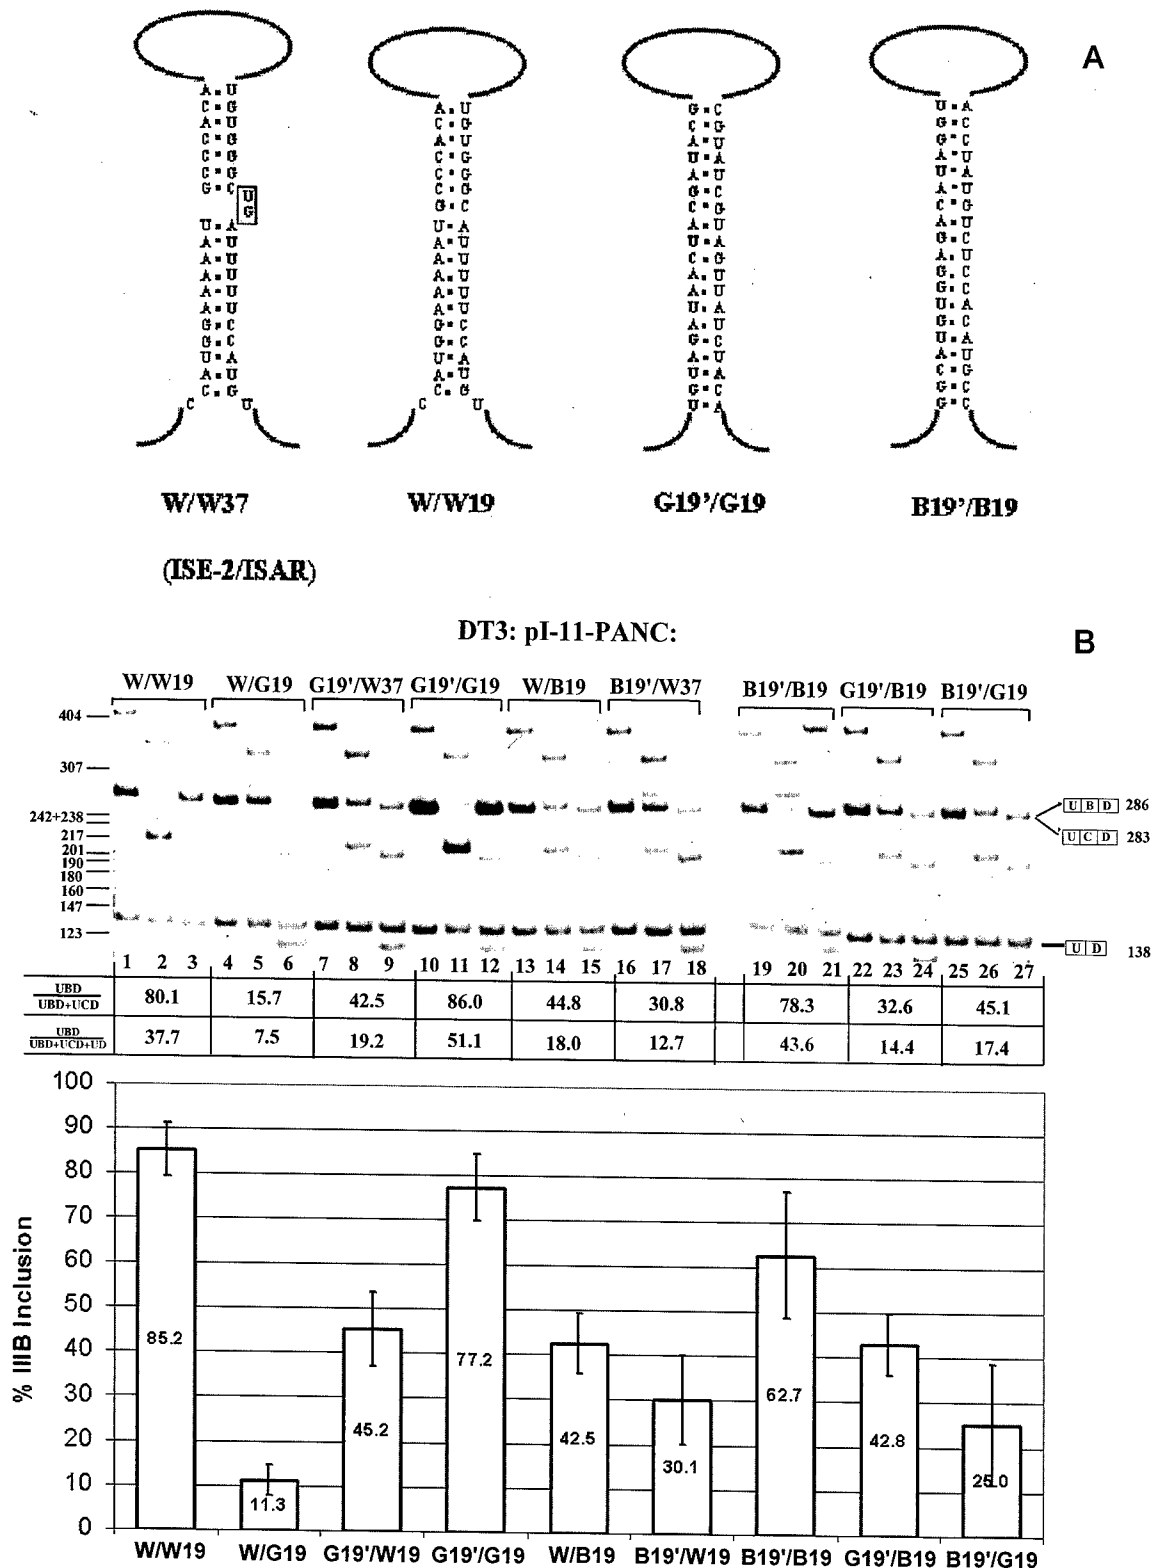 A
A U
C G
A U
C G
C G
C G
G C
U
G
U A
A U
A U
A U
A U
G C
G C
U A
A U
C G
C U
W/W37
(ISE-2/ISAR)
A U
C G
A U
C G
C G
C G
G C
U A
A U
A U
A U
A U
G C
G C
U A
A U
C G
C U
W/W19
G C
C G
A U
U A
A U
G C
C G
A U
U A
C G
A U
A U
U A
A U
G C
A U
U A
G C
U A
G19'/G19
U A
G C
G C
A U
U A
A U
C G
A U
G C
A U
G C
G C
U A
G C
U A
A U
C G
G C
G C
B19'/B19
B
DT3: pI-11-PANC:
W/W19 W/G19 G19'/W37 G19'/G19 W/B19 B19'/W37 B19'/B19 G19'/B19 B19'/G19
404
307
242+238
217
201
190
180
160
147
123
U B D 286
U C D 283
U D 138
1 2 3 4 5 6 7 8 9 10 11 12 13 14 15 16 17 18 19 20 21 22 23 24 25 26 27
UBD
UBD+UCD
80.1 15.7 42.5 86.0 44.8 30.8 78.3 32.6 45.1
UBD
UBD+UCD+UD
37.7 7.5 19.2 51.1 18.0 12.7 43.6 14.4 17.4
% IIIB Inclusion
100
90
80
70
60
50
40
30
20
10
0
85.2 11.3 45.2 77.2 42.5 30.1 62.7 42.8 25.0
W/W19 W/G19 G19'/W19 G19'/G19 W/B19 B19'/W19 B19'/B19 G19'/B19 B19'/G19